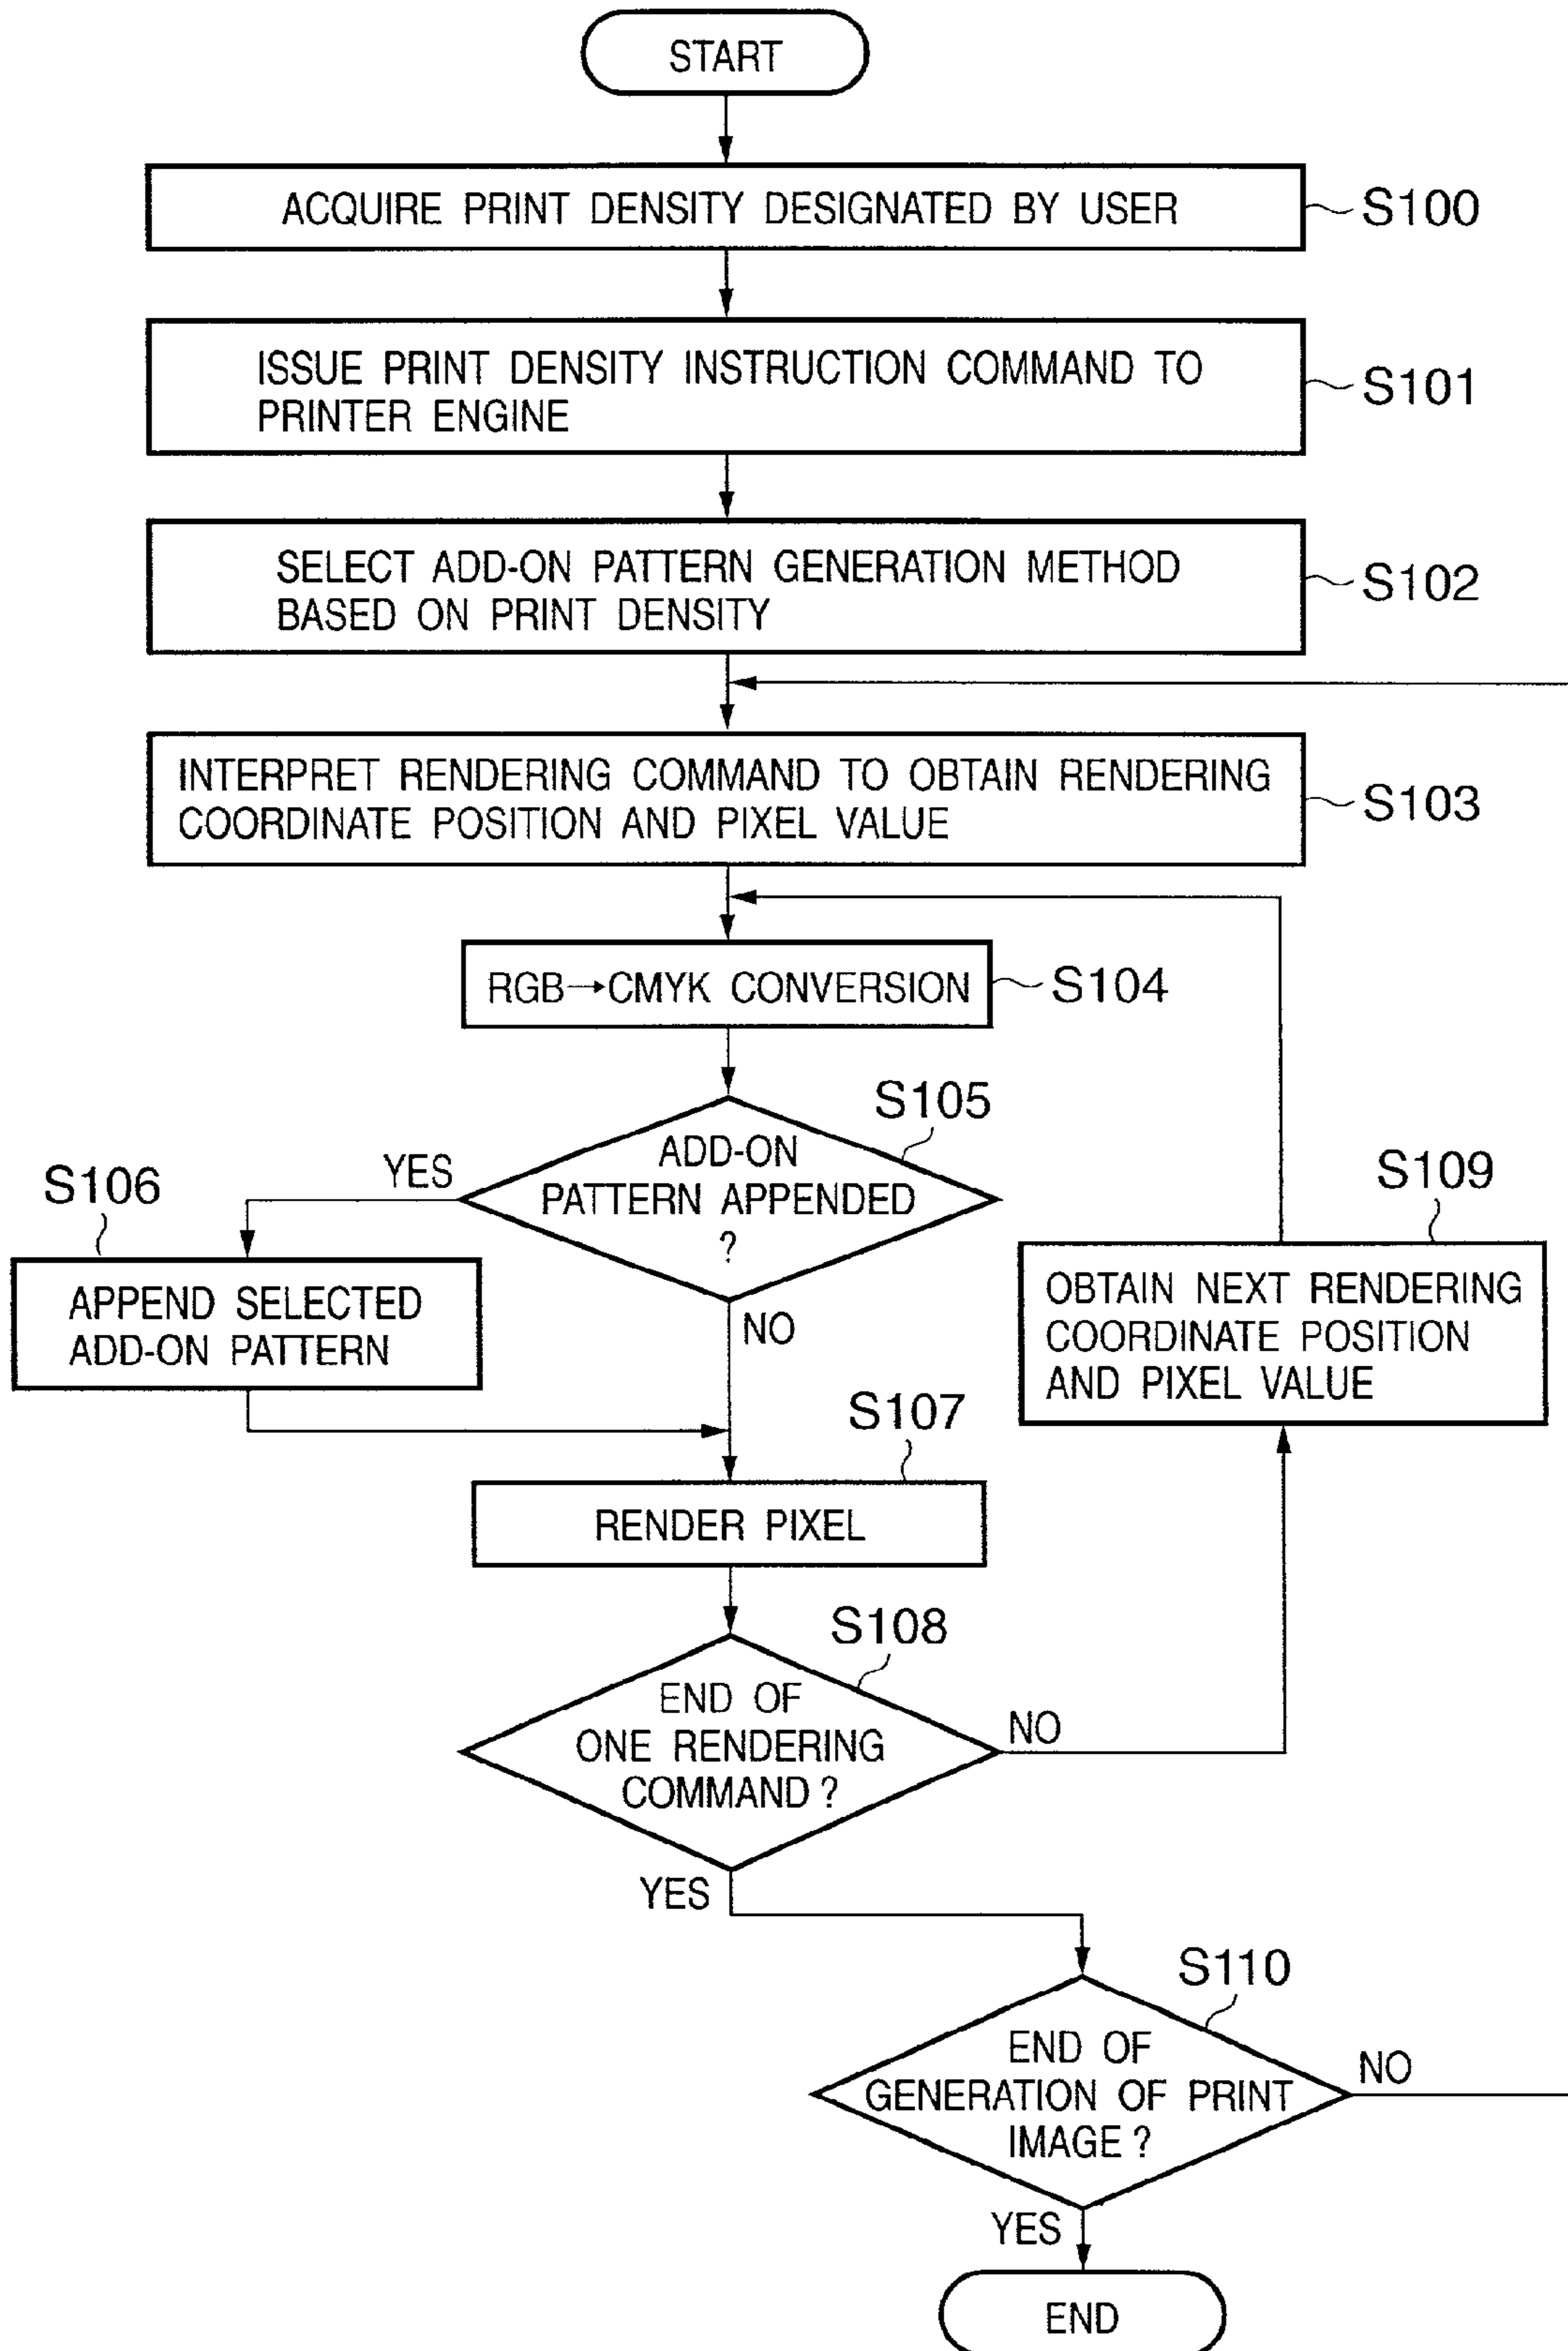 START
ACQUIRE PRINT DENSITY DESIGNATED BY USER
S100
ISSUE PRINT DENSITY INSTRUCTION COMMAND TO
PRINTER ENGINE
S101
SELECT ADD-ON PATTERN GENERATION METHOD
BASED ON PRINT DENSITY
S102
INTERPRET RENDERING COMMAND TO OBTAIN RENDERING
COORDINATE POSITION AND PIXEL VALUE
S103
RGB→CMYK CONVERSION
S104
S105
ADD-ON
PATTERN APPENDED
?
YES
NO
S106
APPEND SELECTED
ADD-ON PATTERN
S109
OBTAIN NEXT RENDERING
COORDINATE POSITION
AND PIXEL VALUE
S107
RENDER PIXEL
S108
END OF
ONE RENDERING
COMMAND ?
NO
YES
S110
END OF
GENERATION OF PRINT
IMAGE ?
NO
YES
END